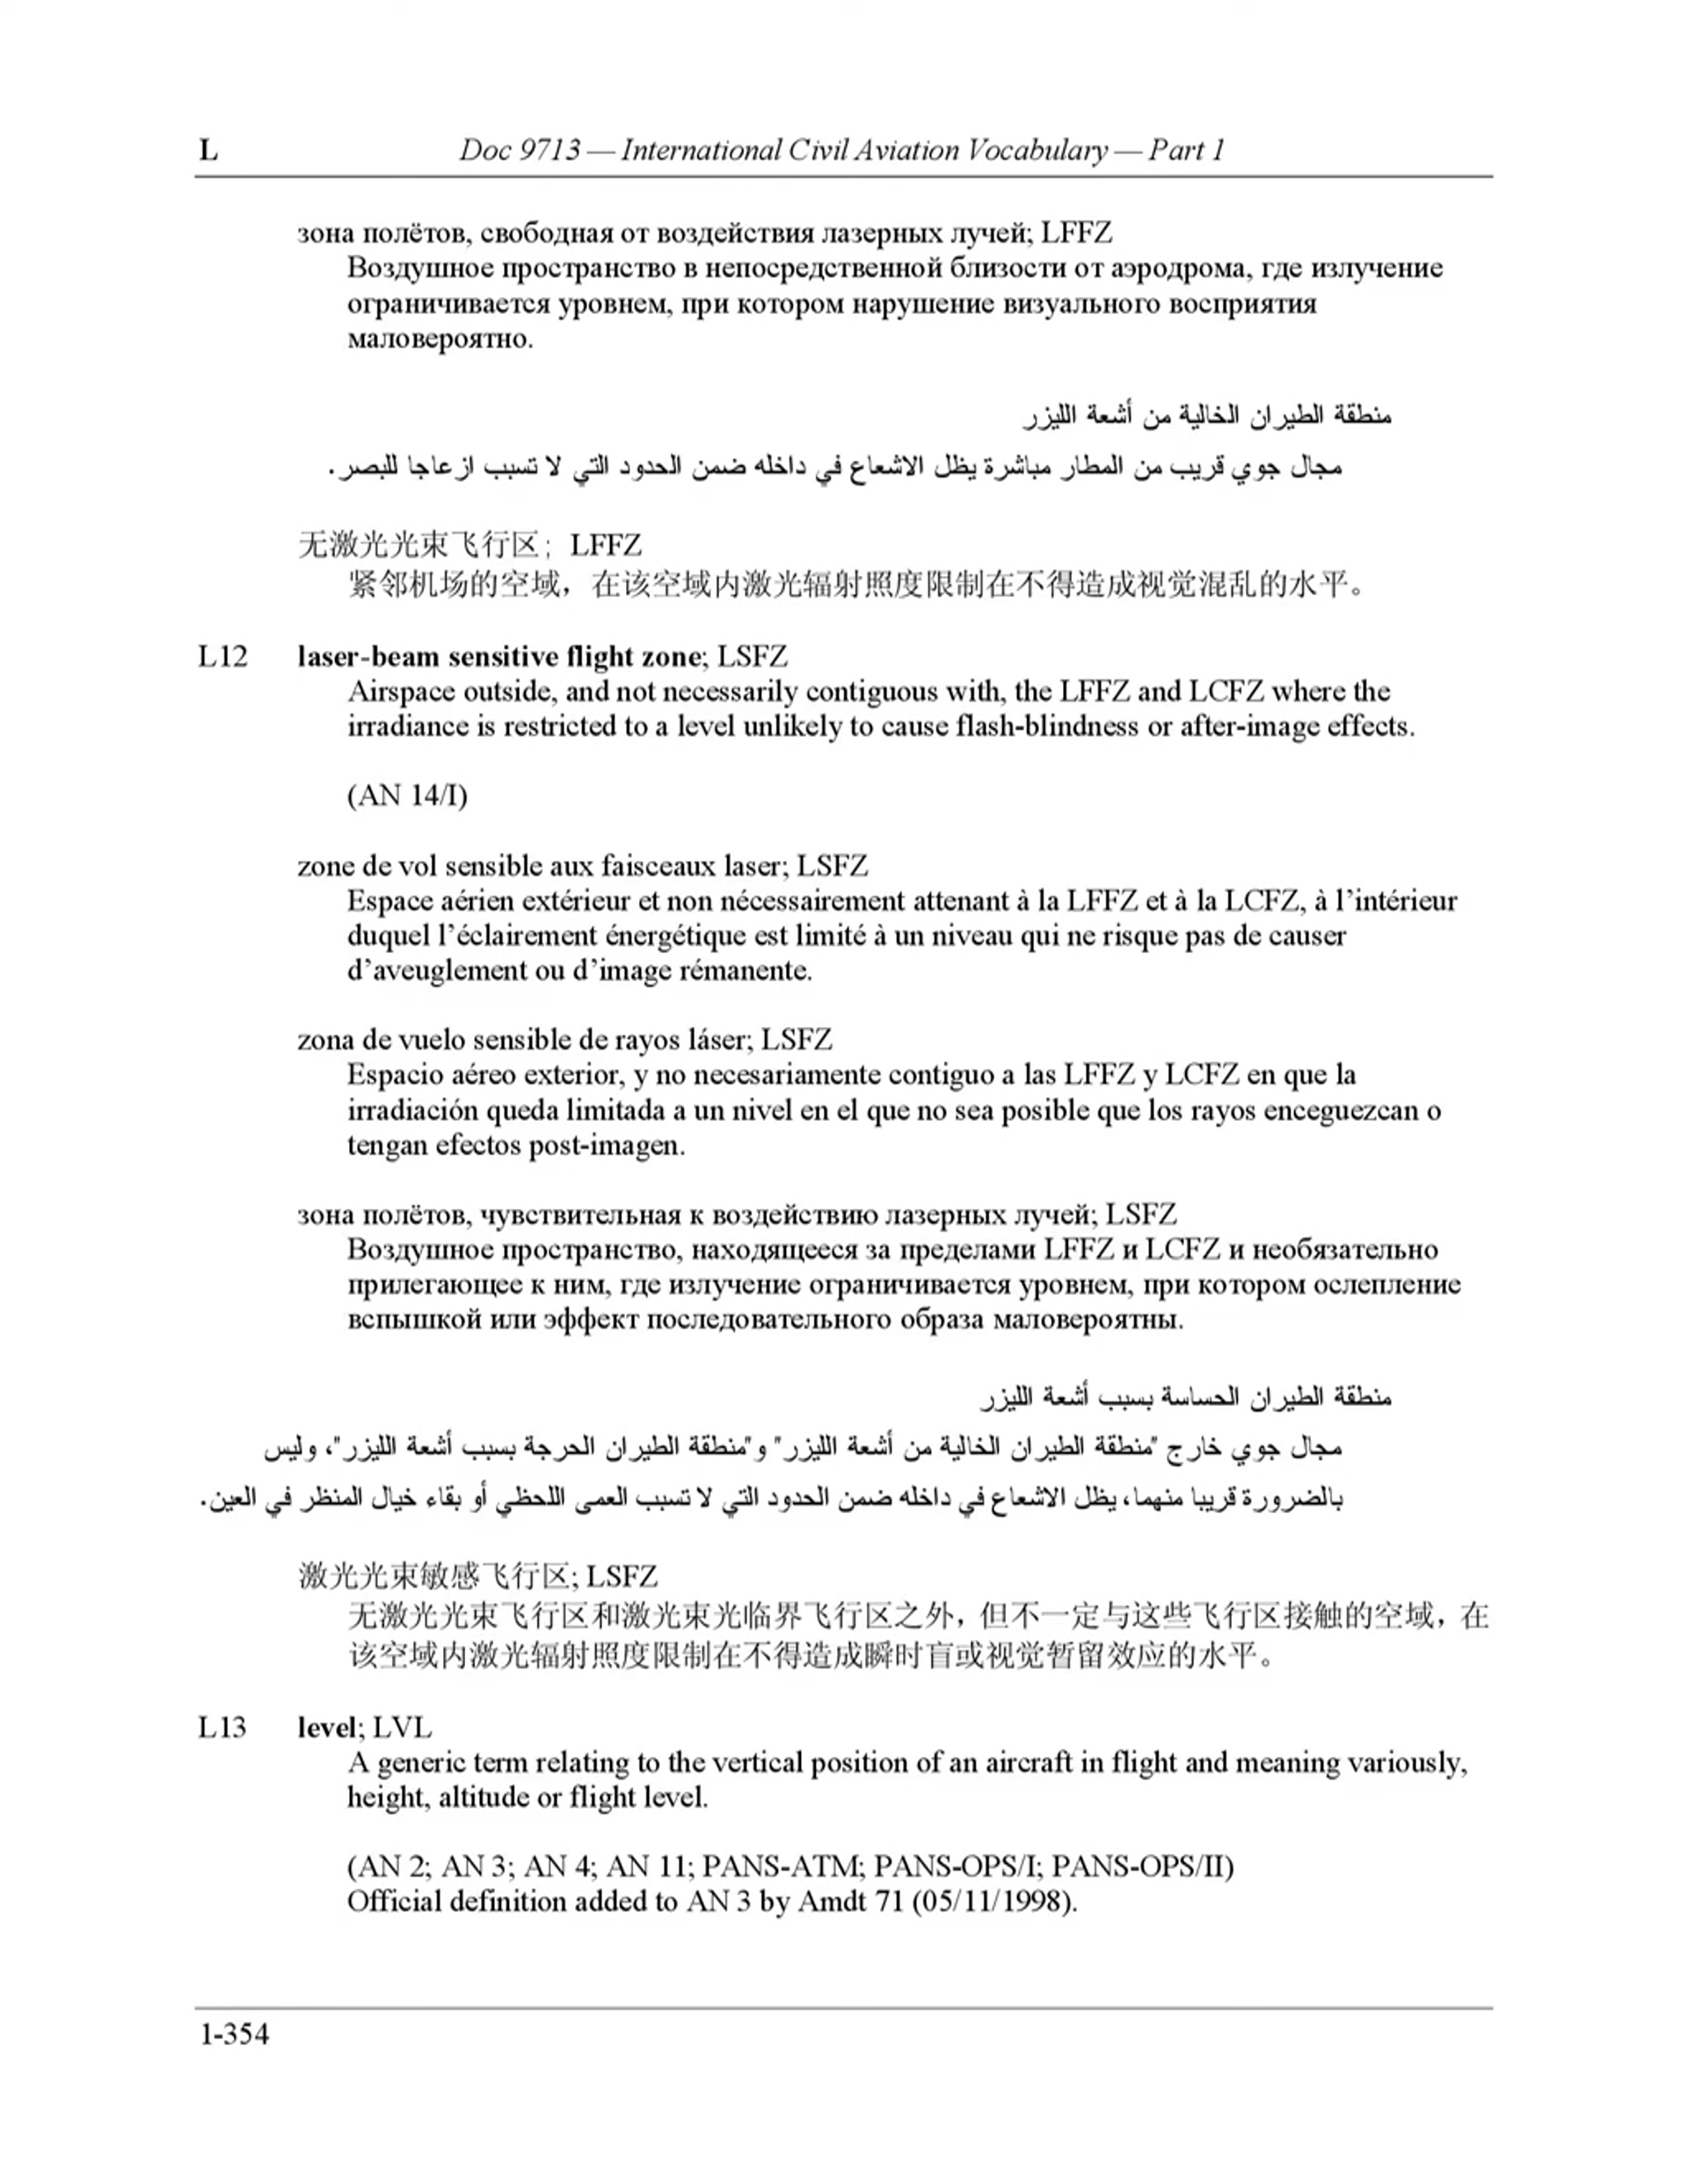 L Doc 9713 — International Civil Aviation Vocabulary — Part 1
зона полётов, свободная от воздействия лазерных лучей; LFFZ
Воздушное пространство в непосредственной близости от аэродрома, где излучение
ограничивается уровнем, при котором нарушение визуального восприятия
маловероятно.
منطقة الطيران الخالية من أشعة الليزر
مجال جوي قريب من المطار مباشرة يظل الاشعاع في داخله ضمن الحدود التي لا تسبب ازعاجا للبصر.
无激光光束飞行区；LFFZ
紧邻机场的空域，在该空域内激光辐射照度限制在不得造成视觉混乱的水平。
L12 laser-beam sensitive flight zone; LSFZ
Airspace outside, and not necessarily contiguous with, the LFFZ and LCFZ where the
irradiance is restricted to a level unlikely to cause flash-blindness or after-image effects.
(AN 14/I)
zone de vol sensible aux faisceaux laser; LSFZ
Espace aérien extérieur et non nécessairement attenant à la LFFZ et à la LCFZ, à l’intérieur
duquel l’éclairement énergétique est limité à un niveau qui ne risque pas de causer
d’aveuglement ou d’image rémanente.
zona de vuelo sensible de rayos láser; LSFZ
Espacio aéreo exterior, y no necesariamente contiguo a las LFFZ y LCFZ en que la
irradiación queda limitada a un nivel en el que no sea posible que los rayos enceguezcan o
tengan efectos post-imagen.
зона полётов, чувствительная к воздействию лазерных лучей; LSFZ
Воздушное пространство, находящееся за пределами LFFZ и LCFZ и необязательно
прилегающее к ним, где излучение ограничивается уровнем, при котором ослепление
вспышкой или эффект последовательного образа маловероятны.
منطقة الطيران الحساسة بسبب أشعة الليزر
مجال جوي خارج "منطقة الطيران الخالية من أشعة الليزر" و"منطقة الطيران الحرجة بسبب أشعة الليزر"، وليس
بالضرورة قريبا منهما، يظل الاشعاع في داخله ضمن الحدود التي لا تسبب العمى اللحظي أو بقاء خيال المنظر في العين.
激光光束敏感飞行区; LSFZ
无激光光束飞行区和激光束光临界飞行区之外，但不一定与这些飞行区接触的空域，在
该空域内激光辐射照度限制在不得造成瞬时盲或视觉暂留效应的水平。
L13 level; LVL
A generic term relating to the vertical position of an aircraft in flight and meaning variously,
height, altitude or flight level.
(AN 2; AN 3; AN 4; AN 11; PANS-ATM; PANS-OPS/I; PANS-OPS/II)
Official definition added to AN 3 by Amdt 71 (05/11/1998).
1-354